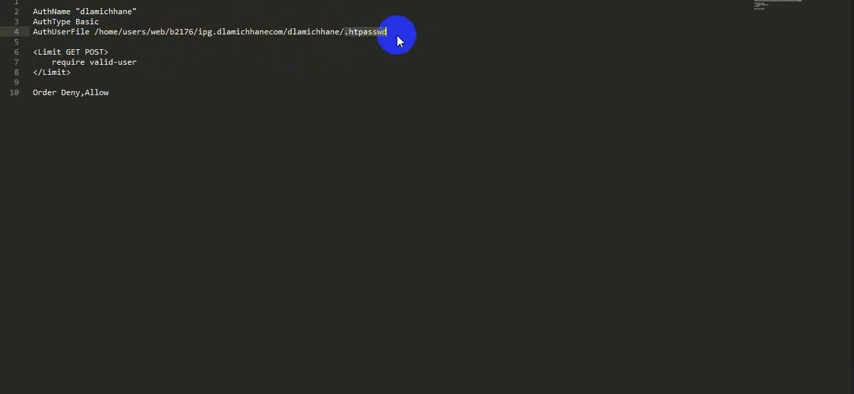 1
2 AuthName "dlamichhane"
3 AuthType Basic
4 AuthUserFile /home/users/web/b2176/ipg.dlamichhanecom/dlamichhane/.htpasswd
5
6 <Limit GET POST>
7 require valid-user
8 </Limit>
9
10 Order Deny,Allow